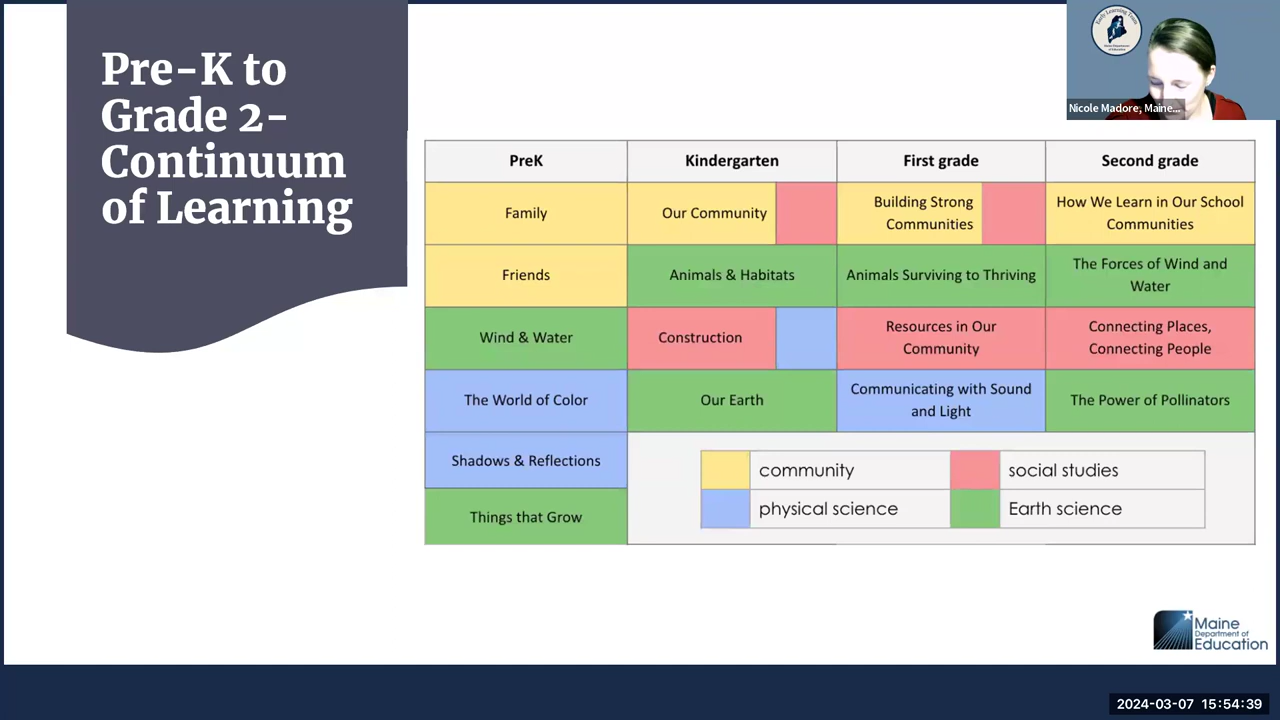 Pre-K to
Grade 2-
Continuum
of Learning
Nicole Madore, Maine...
PreK
Kindergarten
First grade
Second grade
Family
Our Community
Building Strong
Communities
How We Learn in Our School
Communities
Friends
Animals & Habitats
Animals Surviving to Thriving
The Forces of Wind and
Water
Wind & Water
Construction
Resources in Our
Community
Connecting Places,
Connecting People
The World of Color
Our Earth
Communicating with Sound
and Light
The Power of Pollinators
Shadows & Reflections
Things that Grow
community
social studies
physical science
Earth science
Maine
Department of
Education
2024-03-07 15:54:39